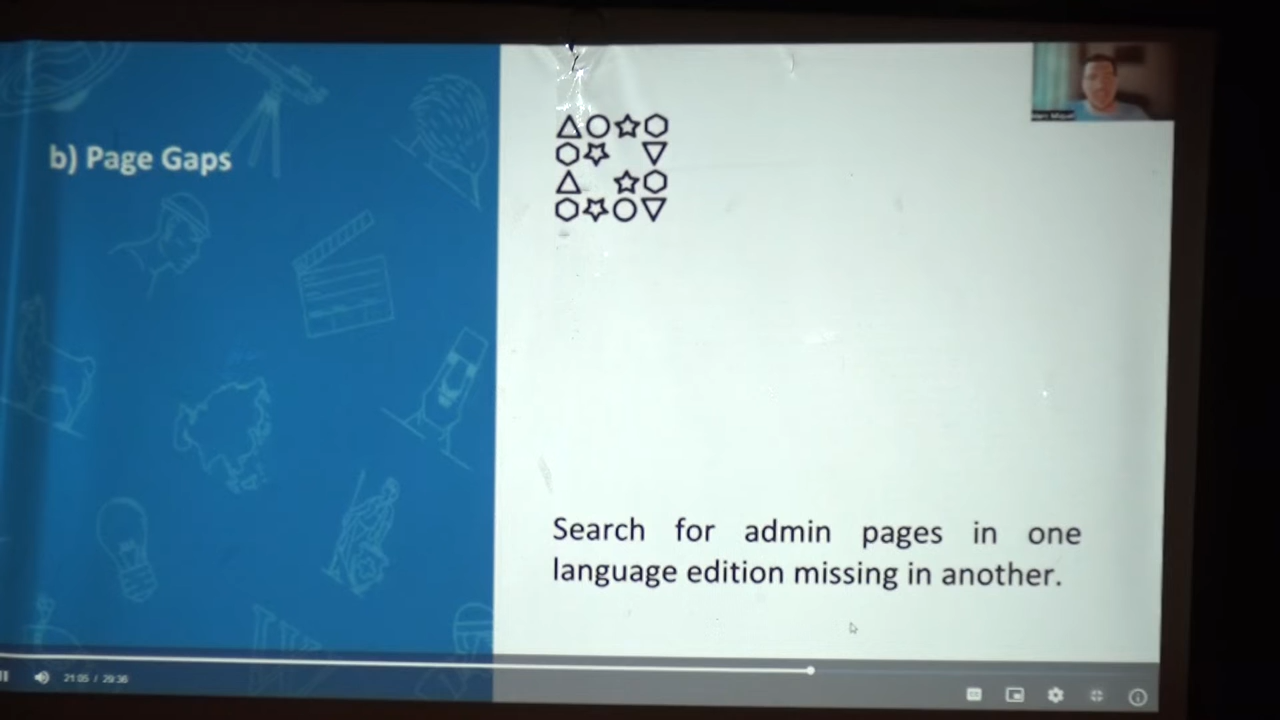 b) Page Gaps
Search for admin pages in one
language edition missing in another.
21:05 / 29:36